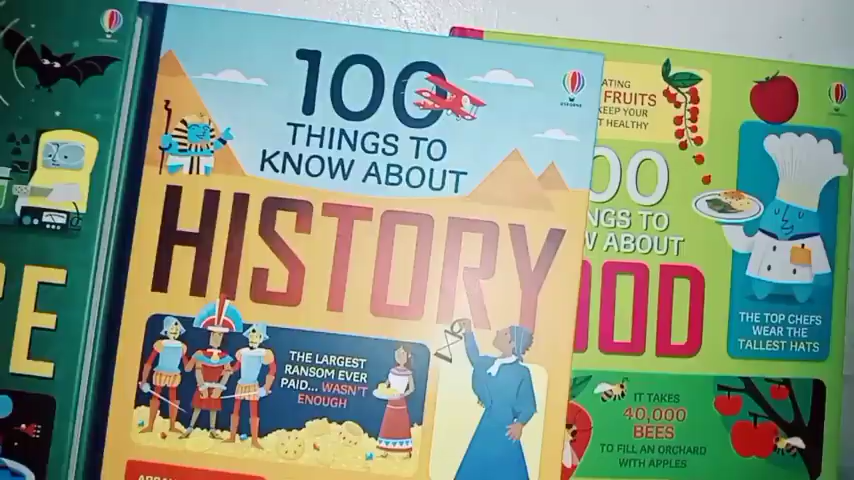 E
100
THINGS TO
KNOW ABOUT
HISTORY
THE LARGEST
RANSOM EVER
PAID... WASN'T
ENOUGH
USBORNE
ATING
FRUITS
KEEP YOUR
T HEALTHY
00
NGS TO
W ABOUT
OOD
THE TOP CHEFS
WEAR THE
TALLEST HATS
IT TAKES
40,000
BEES
TO FILL AN ORCHARD
WITH APPLES